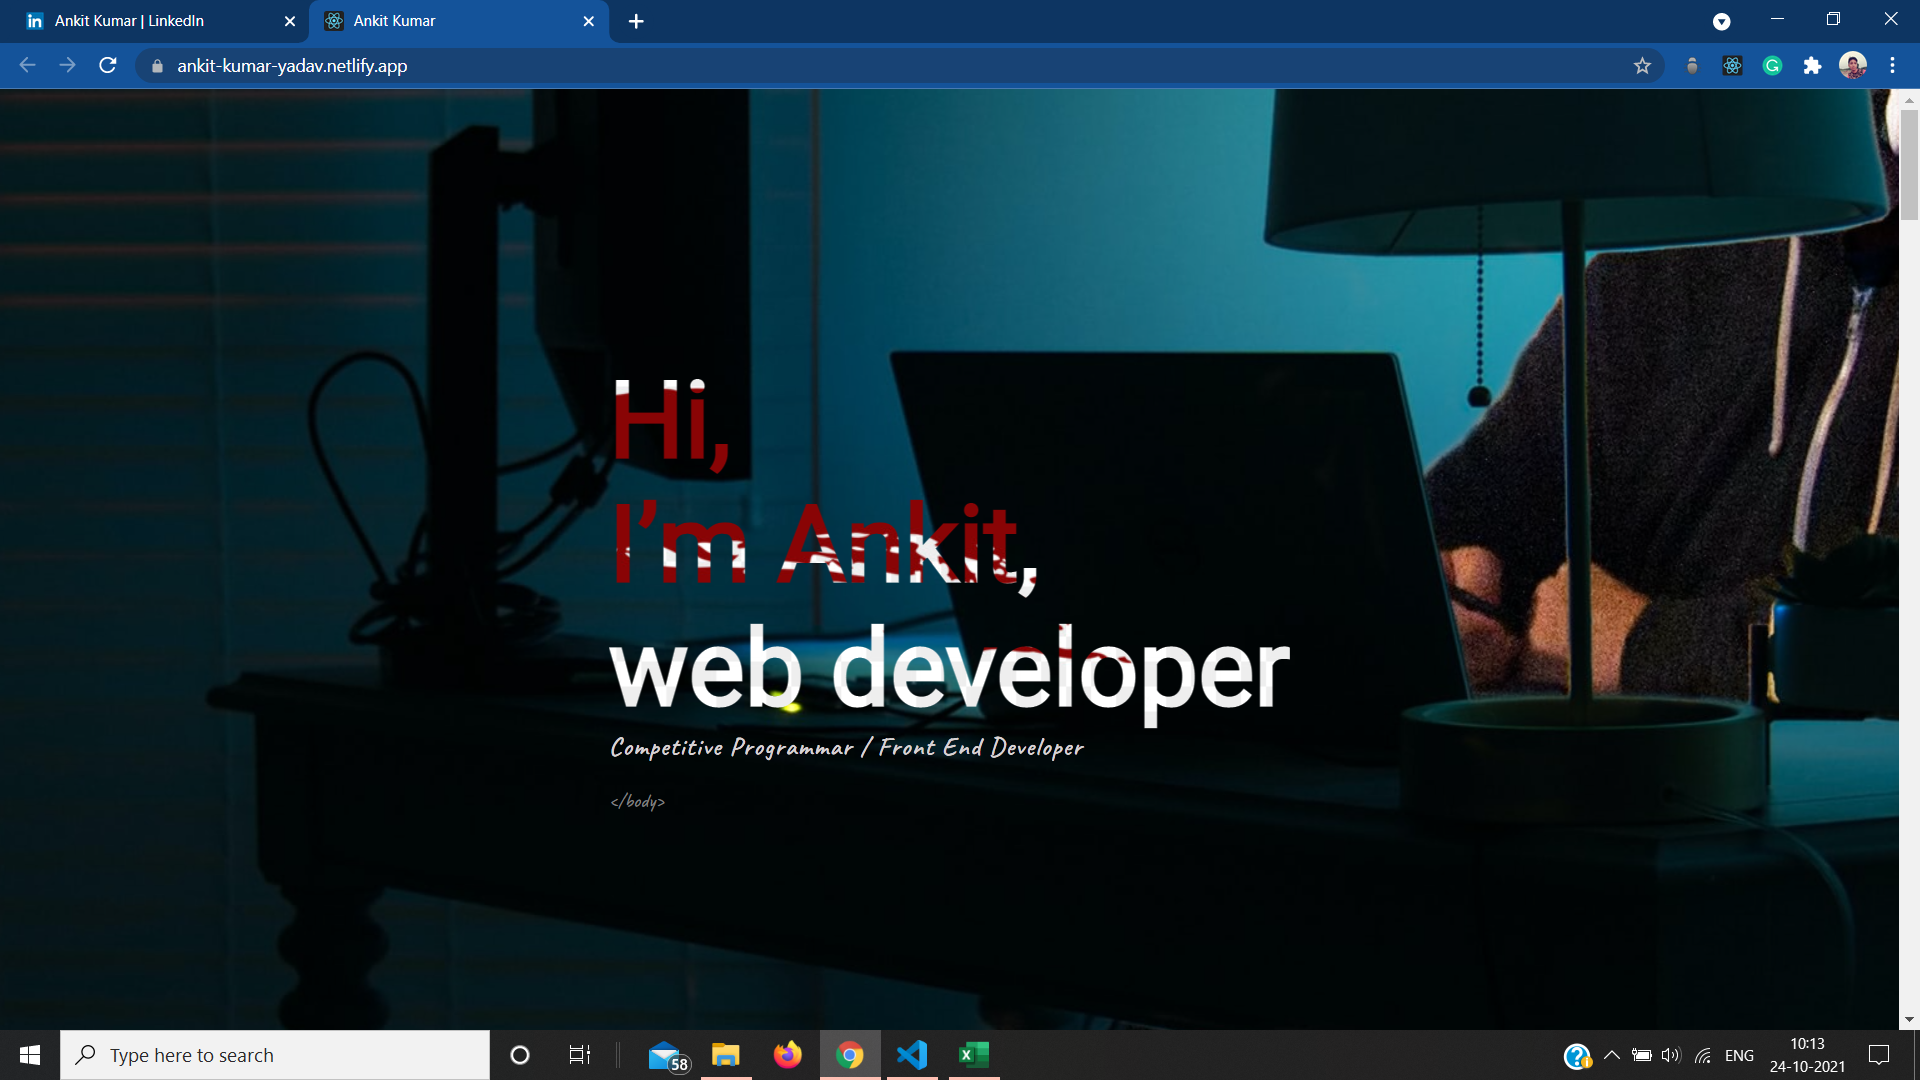 Ankit Kumar | LinkedIn
Ankit Kumar
ankit-kumar-yadav.netlify.app
Hi,
I'm Ankit,
web developer
Competitive Programmar / Front End Developer
</body>
Type here to search
58
ENG
10:13
24-10-2021